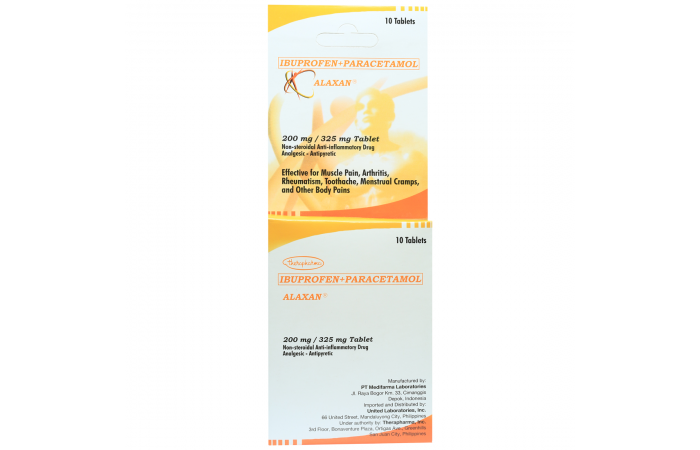 10 Tablets
IBUPROFEN+PARACETAMOL
ALAXAN®
200 mg / 325 mg Tablet
Non-steroidal Anti-inflammatory Drug
Analgesic - Antipyretic
Effective for Muscle Pain, Arthritis,
Rheumatism, Toothache, Menstrual Cramps,
and Other Body Pains
10 Tablets
Therapharma
IBUPROFEN+PARACETAMOL
ALAXAN®
200 mg / 325 mg Tablet
Non-steroidal Anti-inflammatory Drug
Analgesic - Antipyretic
Manufactured by:
PT Medifarma Laboratories
Jl. Raya Bogor Km. 33, Cimanggis
Depok, Indonesia
Imported and Distributed by:
United Laboratories, Inc.
66 United Street, Mandaluyong City, Philippines
Under authority by: Therapharma, Inc.
3rd Floor, Bonaventure Plaza, Ortigas Ave., Greenhills
San Juan City, Philippines